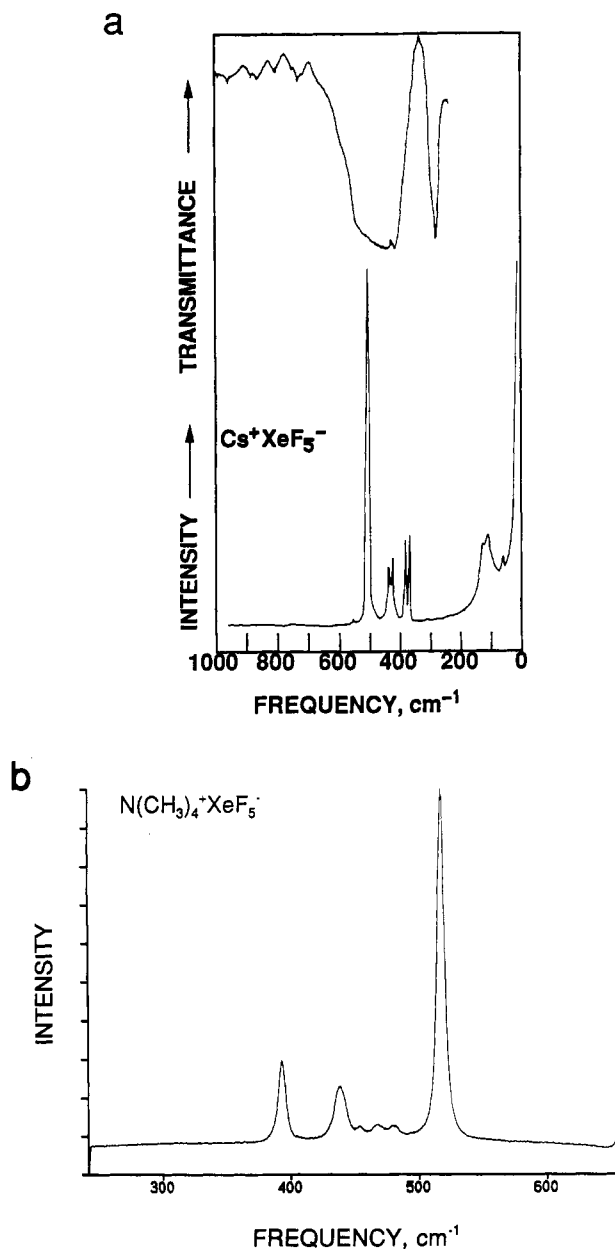 a
TRANSMITTANCE
INTENSITY
Cs⁺XeF₅⁻
1000 800 600 400 200 0
FREQUENCY, cm⁻¹
b
N(CH₃)₄⁺XeF₅⁻
INTENSITY
300 400 500 600
FREQUENCY, cm⁻¹